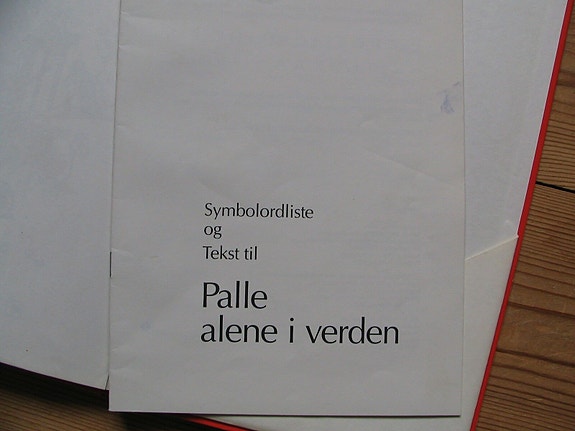 Symbolordliste
og
Tekst til
Palle
alene i verden